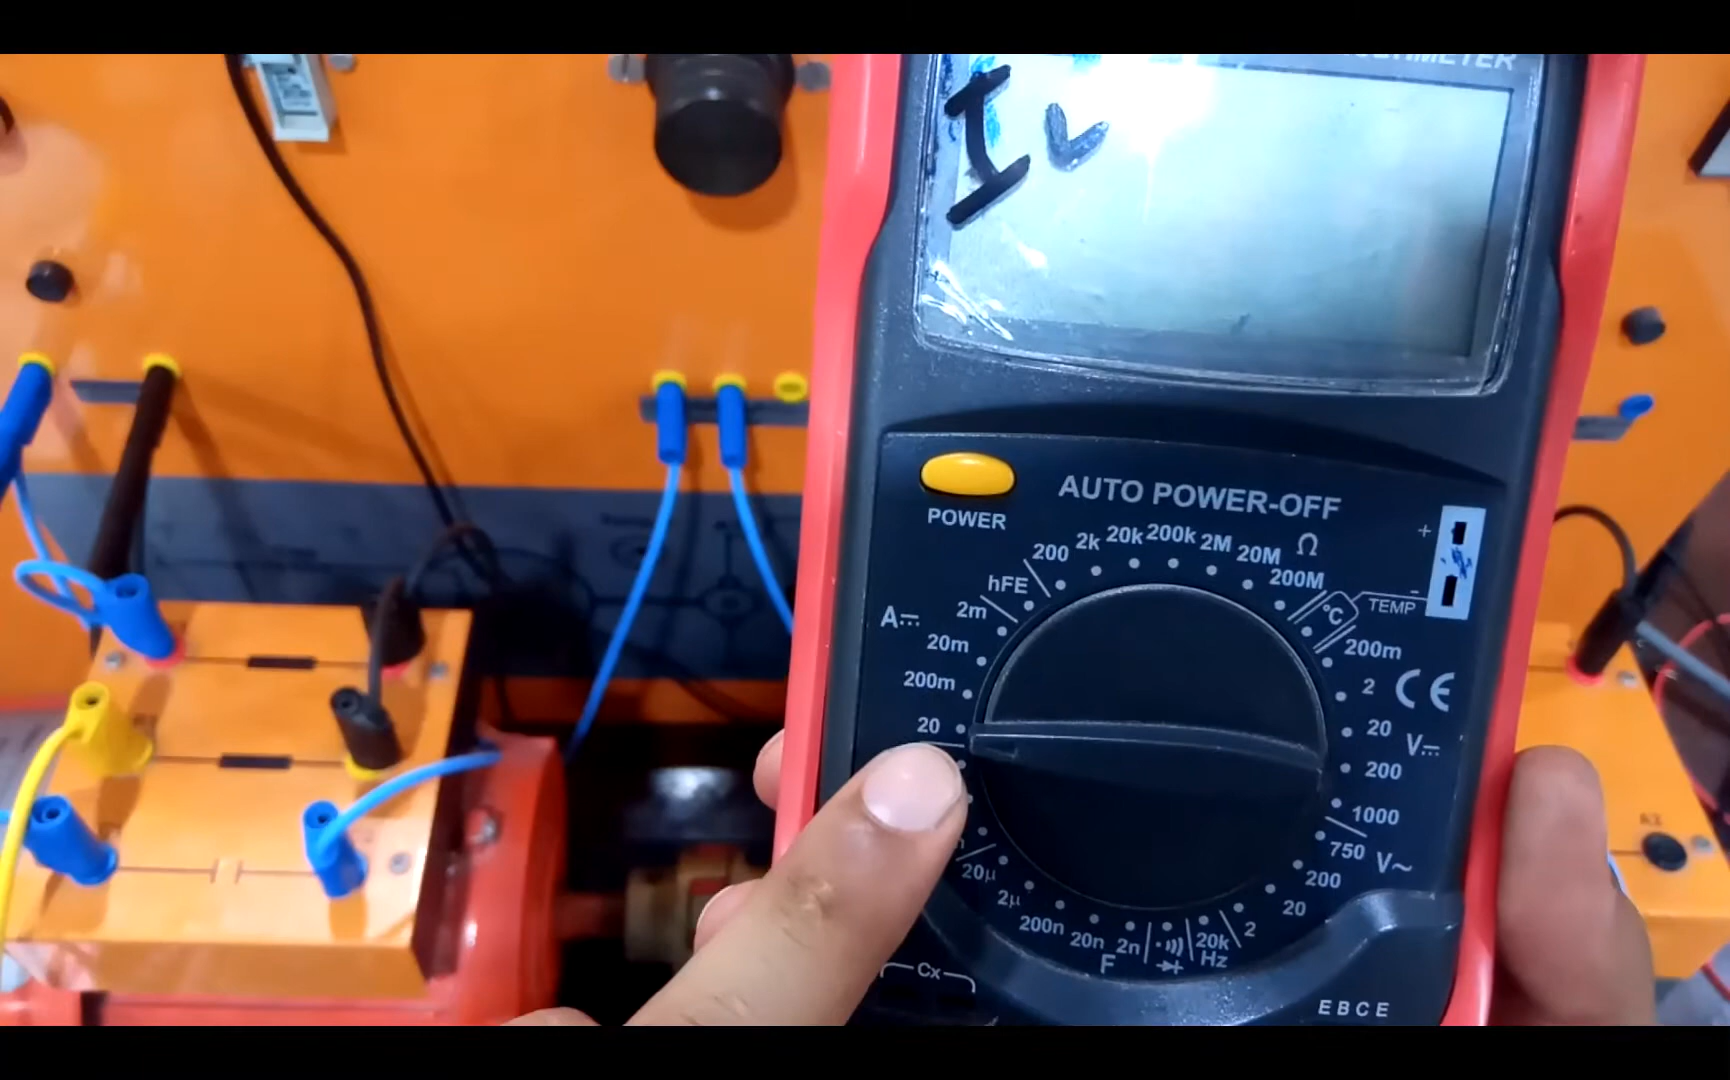 I
POWER
AUTO POWER-OFF
+
-
200 2k 20k 200k 2M 20M 200M Ω
hFE
°C TEMP
A⎓
2m
20m
200m
20
200m
2
20
200
1000
V⎓
CE
750
200
20
2
V~
20k
Hz
2n
20n
200n
2µ
20µ
F
Cx
E B C E
A2